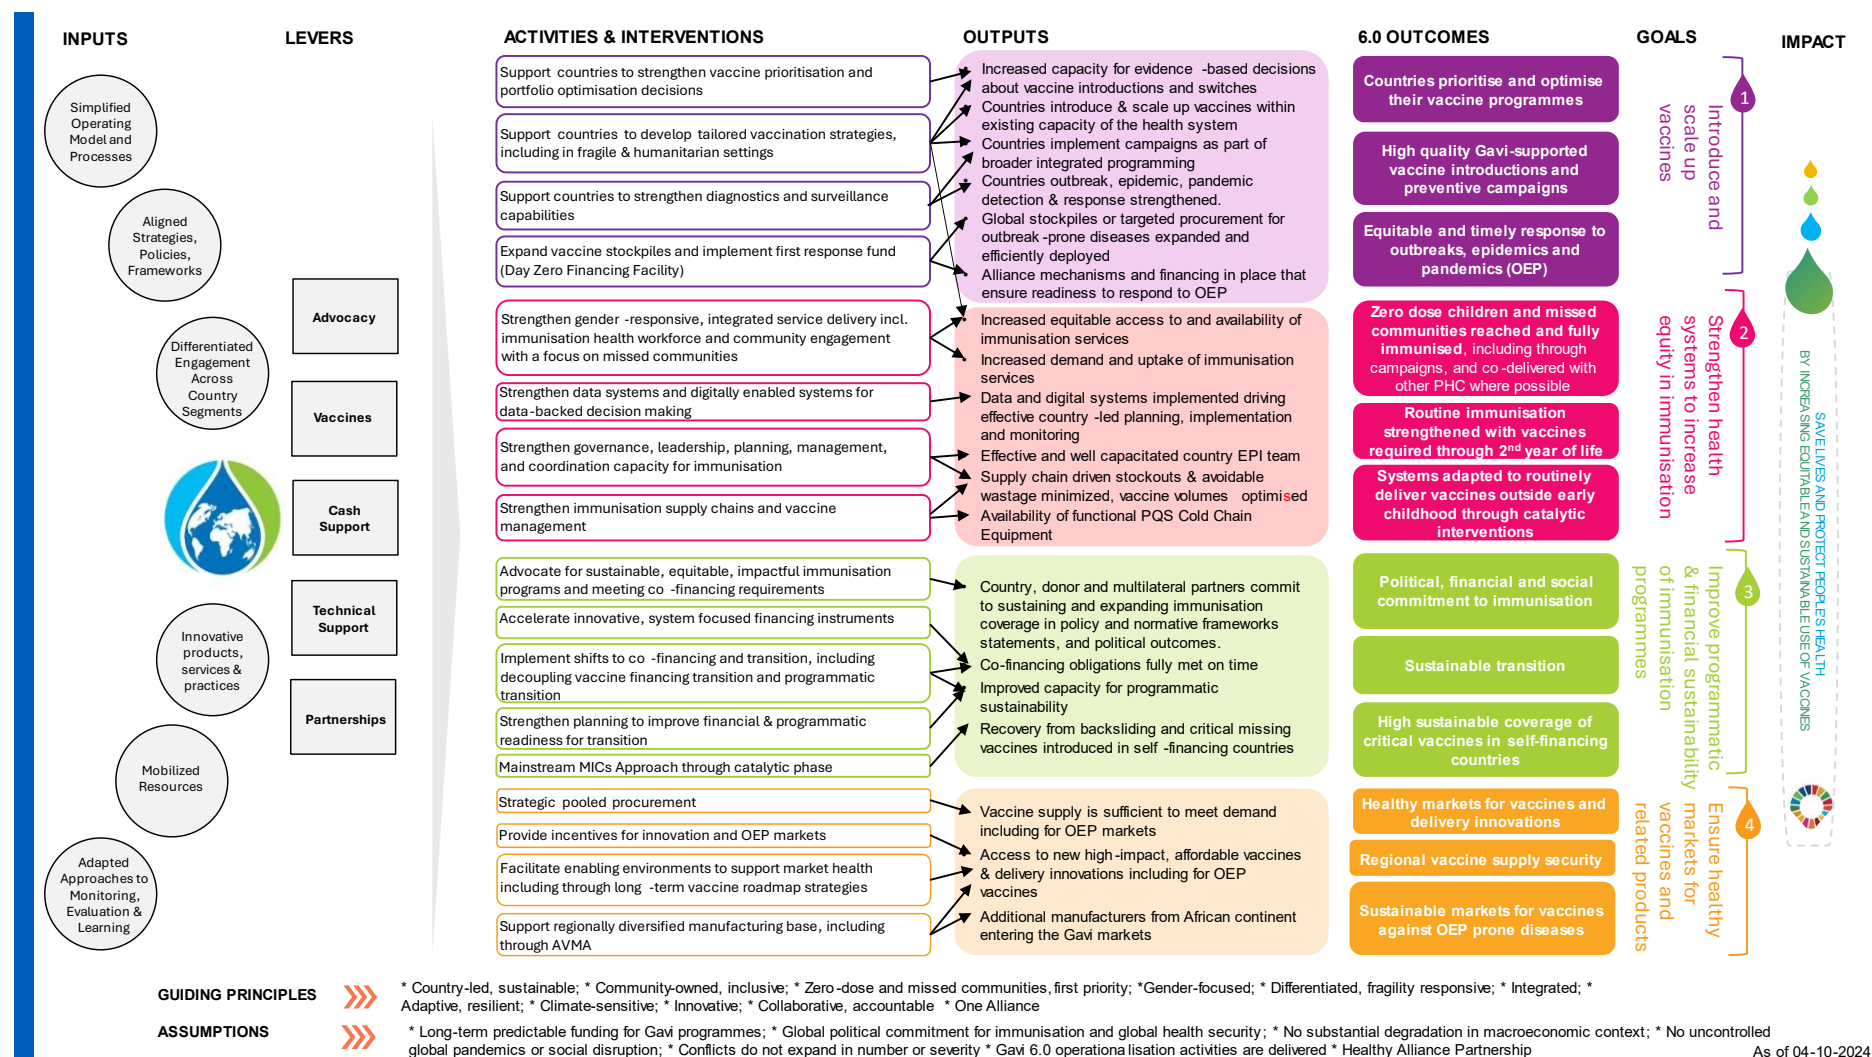 INPUTS
LEVERS
ACTIVITIES & INTERVENTIONS
OUTPUTS
6.0 OUTCOMES
GOALS
IMPACT
Simplified
Operating
Model and
Processes
Aligned
Strategies,
Policies,
Frameworks
Differentiated
Engagement
Across
Country
Segments
Innovative
products,
services &
practices
Mobilized
Resources
Adapted
Approaches to
Monitoring,
Evaluation &
Learning
Advocacy
Vaccines
Cash
Support
Technical
Support
Partnerships
Support countries to strengthen vaccine prioritisation and
portfolio optimisation decisions
Support countries to develop tailored vaccination strategies,
including in fragile & humanitarian settings
Support countries to strengthen diagnostics and surveillance
capabilities
Expand vaccine stockpiles and implement first response fund
(Day Zero Financing Facility)
Strengthen gender -responsive, integrated service delivery incl.
immunisation health workforce and community engagement
with a focus on missed communities
Strengthen data systems and digitally enabled systems for
data-backed decision making
Strengthen governance, leadership, planning, management,
and coordination capacity for immunisation
Strengthen immunisation supply chains and vaccine
management
Advocate for sustainable, equitable, impactful immunisation
programs and meeting co -financing requirements
Accelerate innovative, system focused financing instruments
Implement shifts to co -financing and transition, including
decoupling vaccine financing transition and programmatic
transition
Strengthen planning to improve financial & programmatic
readiness for transition
Mainstream MICs Approach through catalytic phase
Strategic pooled procurement
Provide incentives for innovation and OEP markets
Facilitate enabling environments to support market health
including through long -term vaccine roadmap strategies
Support regionally diversified manufacturing base, including
through AVMA
Increased capacity for evidence -based decisions
about vaccine introductions and switches
Countries introduce & scale up vaccines within
existing capacity of the health system
Countries implement campaigns as part of
broader integrated programming
Countries outbreak, epidemic, pandemic
detection & response strengthened.
Global stockpiles or targeted procurement for
outbreak -prone diseases expanded and
efficiently deployed
Alliance mechanisms and financing in place that
ensure readiness to respond to OEP
Increased equitable access to and availability of
immunisation services
Increased demand and uptake of immunisation
services
Data and digital systems implemented driving
effective country -led planning, implementation
and monitoring
Effective and well capacitated country EPI team
Supply chain driven stockouts & avoidable
wastage minimized, vaccine volumes optimised
Availability of functional PQS Cold Chain
Equipment
Country, donor and multilateral partners commit
to sustaining and expanding immunisation
coverage in policy and normative frameworks
statements, and political outcomes.
Co-financing obligations fully met on time
Improved capacity for programmatic
sustainability
Recovery from backsliding and critical missing
vaccines introduced in self -financing countries
Vaccine supply is sufficient to meet demand
including for OEP markets
Access to new high-impact, affordable vaccines
& delivery innovations including for OEP
vaccines
Additional manufacturers from African continent
entering the Gavi markets
Countries prioritise and optimise
their vaccine programmes
High quality Gavi-supported
vaccine introductions and
preventive campaigns
Equitable and timely response to
outbreaks, epidemics and
pandemics (OEP)
Zero dose children and missed
communities reached and fully
immunised, including through
campaigns, and co-delivered with
other PHC where possible
Routine immunisation
strengthened with vaccines
required through 2nd year of life
Systems adapted to routinely
deliver vaccines outside early
childhood through catalytic
interventions
Political, financial and social
commitment to immunisation
Sustainable transition
High sustainable coverage of
critical vaccines in self-financing
countries
Healthy markets for vaccines and
delivery innovations
Regional vaccine supply security
Sustainable markets for vaccines
against OEP prone diseases
1
Introduce and
scale up
vaccines
2
Strengthen health
systems to increase
equity in immunisation
3
Improve programmatic
& financial sustainability
of immunisation
programmes
4
Ensure healthy
markets for
vaccines and
related products
SAVE LIVES AND PROTECT PEOPLE'S HEALTH
BY INCREASING EQUITABLE AND SUSTAINABLE USE OF VACCINES
GUIDING PRINCIPLES
* Country-led, sustainable; * Community-owned, inclusive; * Zero-dose and missed communities, first priority; *Gender-focused; * Differentiated, fragility responsive; * Integrated; *
Adaptive, resilient; * Climate-sensitive; * Innovative; * Collaborative, accountable * One Alliance
ASSUMPTIONS
* Long-term predictable funding for Gavi programmes; * Global political commitment for immunisation and global health security; * No substantial degradation in macroeconomic context; * No uncontrolled
global pandemics or social disruption; * Conflicts do not expand in number or severity * Gavi 6.0 operationalisation activities are delivered * Healthy Alliance Partnership
As of 04-10-2024